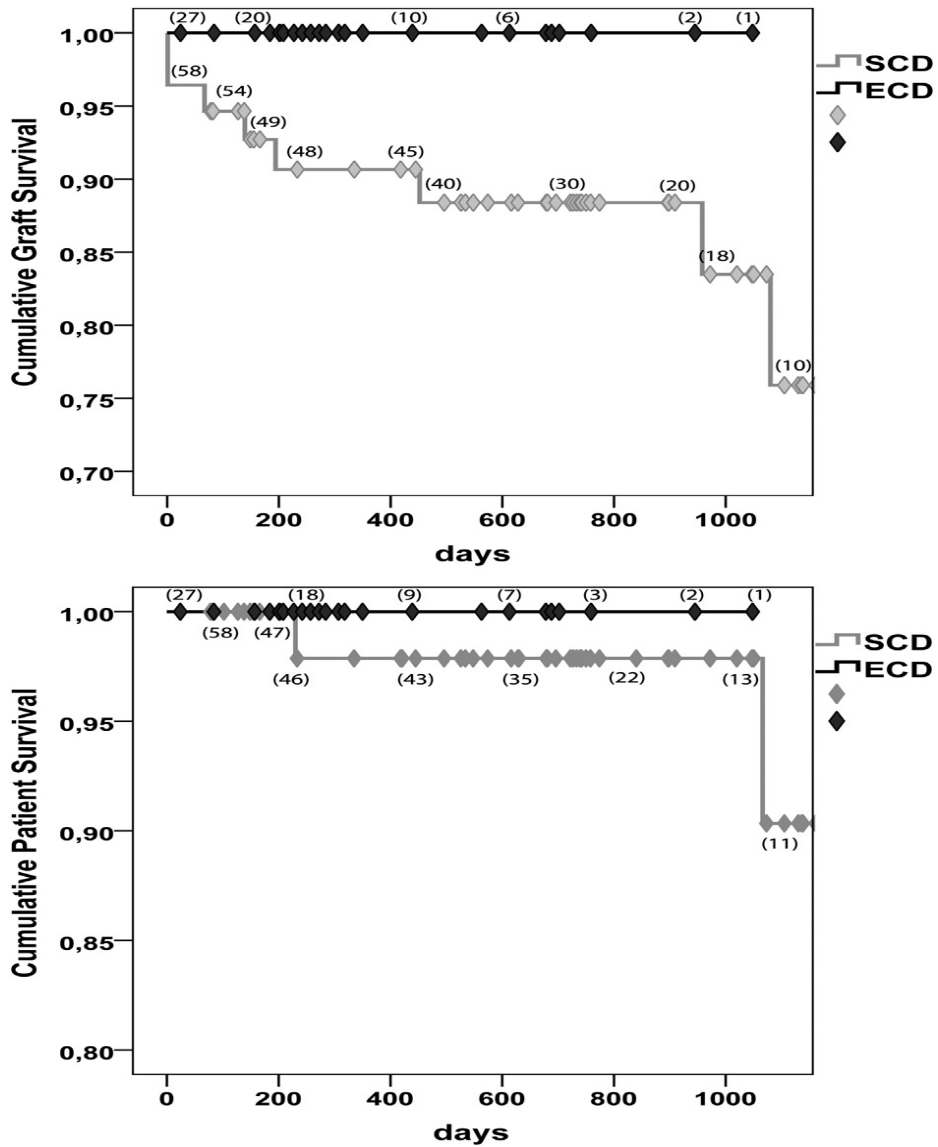 (27) (20) (10) (6) (2) (1)
1,00
SCD
(58)
ECD
0,95
(54)
(49)
(48) (45)
0,90
(40) (30) (20)
0,85
(18)
0,80
(10)
0,75
0,70
Cumulative Graft Survival
0 200 400 600 800 1000
days
(27) (18) (9) (7) (3) (2) (1)
1,00
(58) (47)
SCD
ECD
(46) (43) (35) (22) (13)
0,95
0,90
(11)
0,85
0,80
Cumulative Patient Survival
0 200 400 600 800 1000
days